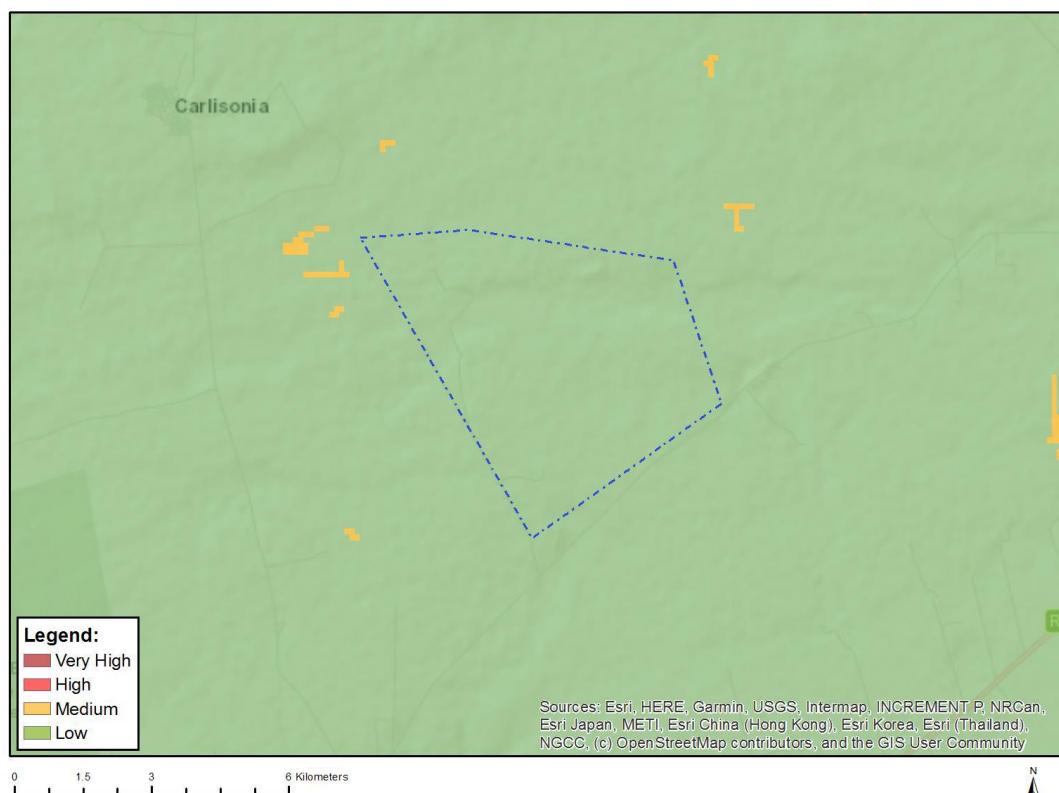 Carlisonia
R
Legend:
Very High
High
Medium
Low
Sources: Esri, HERE, Garmin, USGS, Intermap, INCREMENT P, NRCan,
Esri Japan, METI, Esri China (Hong Kong), Esri Korea, Esri (Thailand),
NGCC, (c) OpenStreetMap contributors, and the GIS User Community
0 1.5 3 6 Kilometers
N